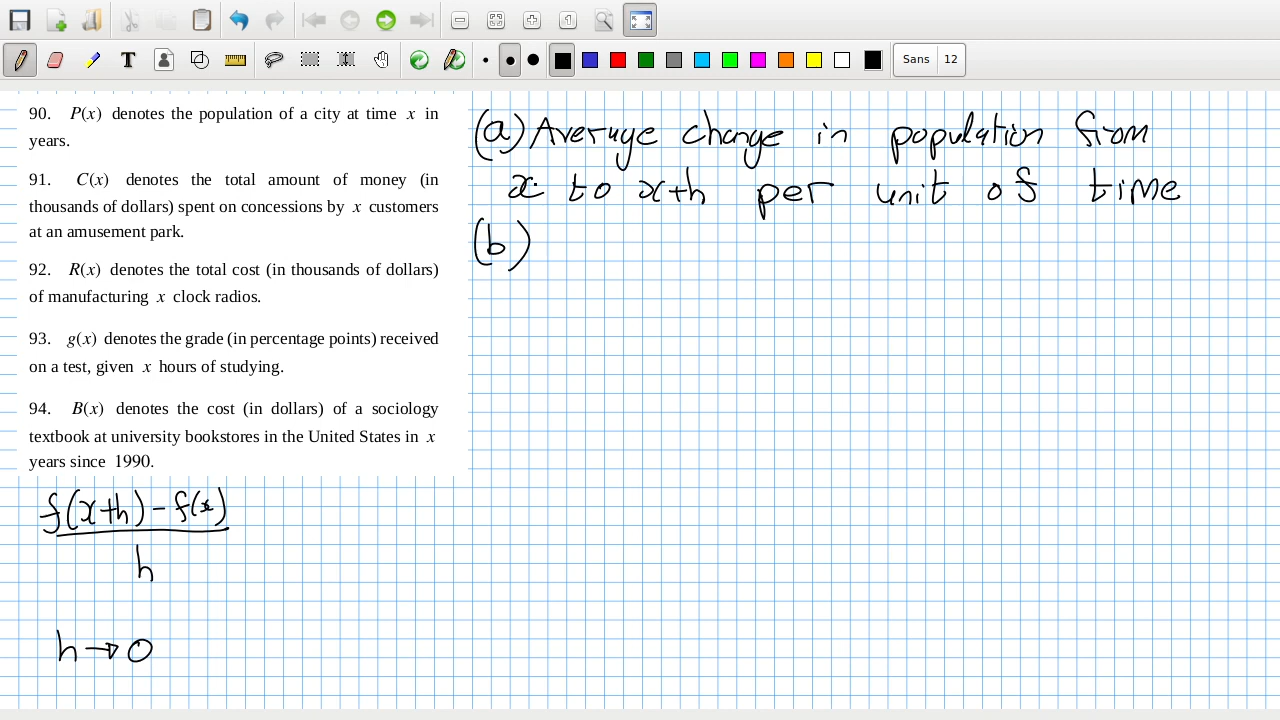 Sans 12
90. P(x) denotes the population of a city at time x in
years.
91. C(x) denotes the total amount of money (in
thousands of dollars) spent on concessions by x customers
at an amusement park.
92. R(x) denotes the total cost (in thousands of dollars)
of manufacturing x clock radios.
93. g(x) denotes the grade (in percentage points) received
on a test, given x hours of studying.
94. B(x) denotes the cost (in dollars) of a sociology
textbook at university bookstores in the United States in x
years since 1990.
f(x+h) - f(x)
h
h → 0
(a) Average change in population from
x to x+h per unit of time
(b)